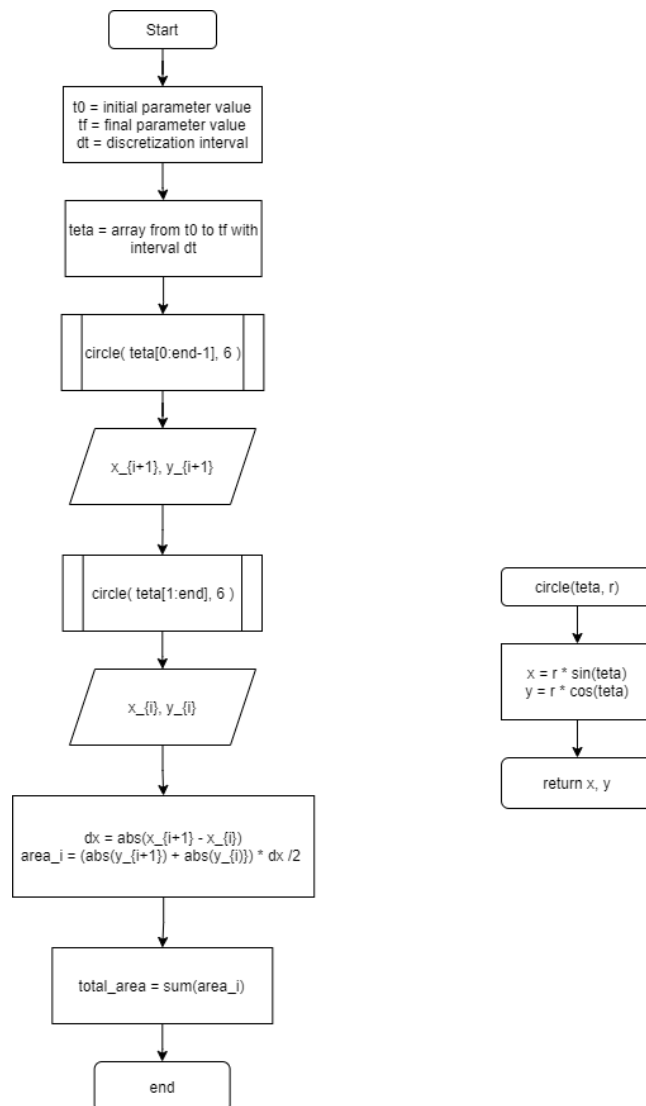 Start
t0 = initial parameter value
tf = final parameter value
dt = discretization interval
teta = array from t0 to tf with
interval dt
circle( teta[0:end-1], 6 )
x_{i+1}, y_{i+1}
circle( teta[1:end], 6 )
x_{i}, y_{i}
dx = abs(x_{i+1} - x_{i})
area_i = (abs(y_{i+1}) + abs(y_{i)}) * dx /2
total_area = sum(area_i)
end
circle(teta, r)
x = r * sin(teta)
y = r * cos(teta)
return x, y